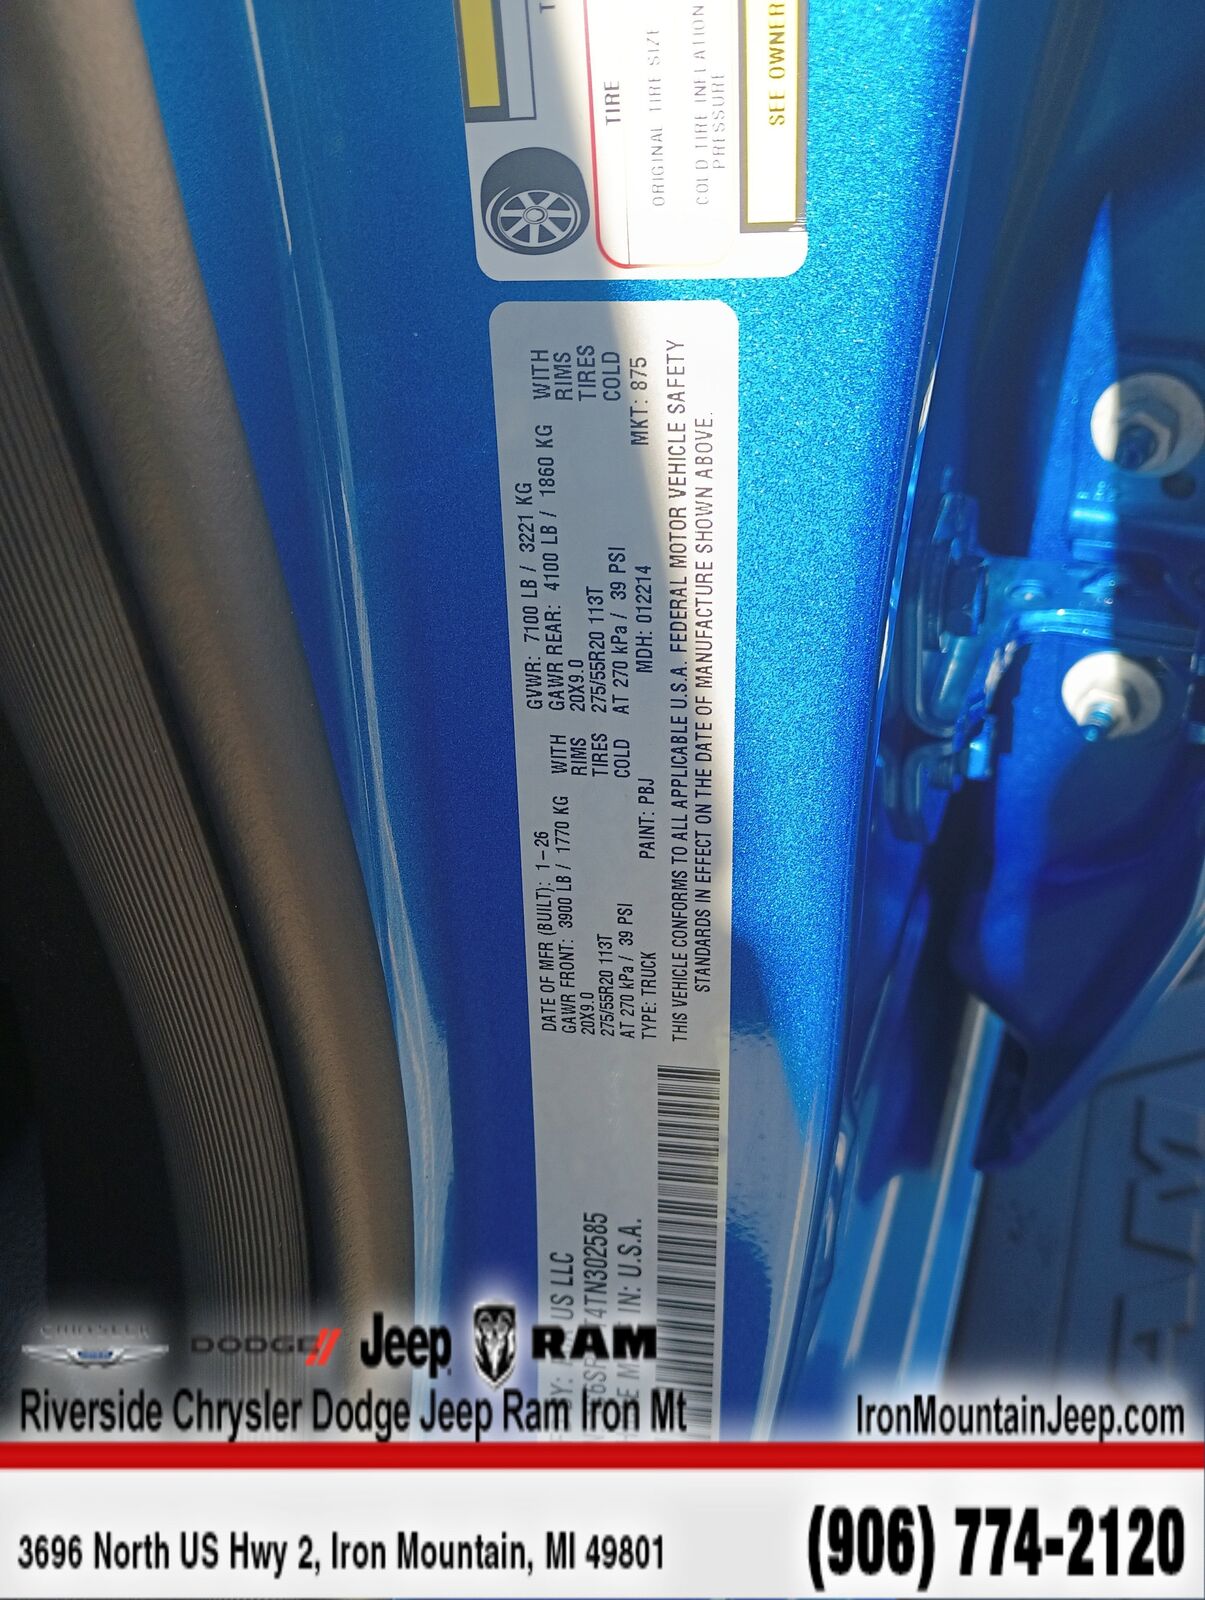 TIRE
ORIGINAL TIRE SIZE
COLD TIRE INFLATION
PRESSURE
SEE OWNER
DATE OF MFR (BUILT): 1-26 GVWR: 7100 LB / 3221 KG
GAWR FRONT: 3900 LB / 1770 KG WITH GAWR REAR: 4100 LB / 1860 KG WITH
20X9.0 RIMS 20X9.0 RIMS
275/55R20 113T TIRES 275/55R20 113T TIRES
AT 270 kPa / 39 PSI COLD AT 270 kPa / 39 PSI COLD
TYPE: TRUCK PAINT: PBJ MDH: 012214 MKT: 875
THIS VEHICLE CONFORMS TO ALL APPLICABLE U.S.A. FEDERAL MOTOR VEHICLE SAFETY
STANDARDS IN EFFECT ON THE DATE OF MANUFACTURE SHOWN ABOVE.
US LLC
4TN302585
IN: U.S.A.
RAM
CHRYSLER DODGE Jeep RAM
Riverside Chrysler Dodge Jeep Ram Iron Mt
IronMountainJeep.com
3696 North US Hwy 2, Iron Mountain, MI 49801
(906) 774-2120